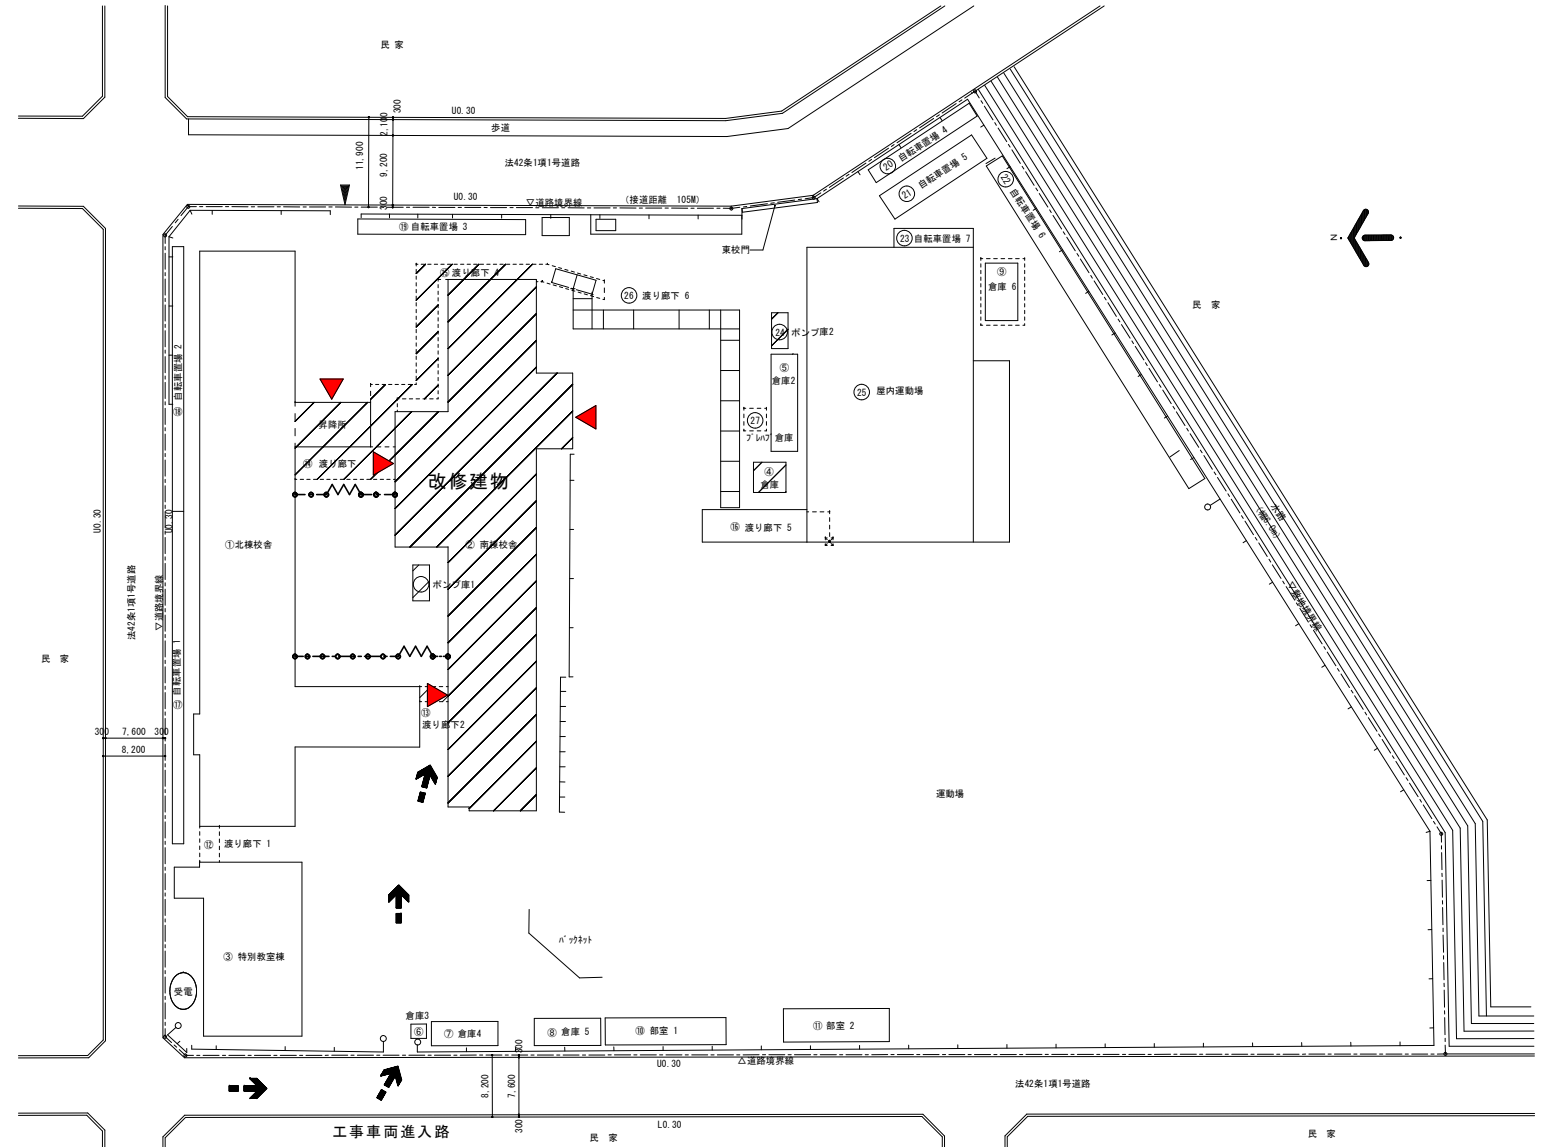 民 家
U0.30
300
2,100
9,200
300
11,900
歩道
法42条1項1号道路
U0.30
▽道路境界線
(接道距離 105M)
⑲ 自転車置場 3
東校門
⑳ 自転車置場 4
㉑ 自転車置場 5
㉒ 自転車置場 6
㉓ 自転車置場 7
N
民 家
⑨
倉庫 6
渡り廊下 4
㉖ 渡り廊下 6
㉔ ポンプ庫2
⑤
倉庫2
㉕ 屋内運動場
㉗
プレハブ倉庫
④
倉庫
⑯ 渡り廊下 5
⑱ 自転車置場 2
昇降所
⑭ 渡り廊下
改修建物
①北棟校舎
② 南棟校舎
ポンプ庫1
U0.30
U0.30
法42条1項1号道路
▽道路境界線
民 家
⑰ 自転車置場 1
⑬
渡り廊下2
300 7,600 300
8,200
水路
運動場
⑫ 渡り廊下 1
③ 特別教室棟
バックネット
受電
倉庫3
⑥
⑦ 倉庫4
⑧ 倉庫 5
⑩ 部室 1
⑪ 部室 2
300
8,200
7,600
300
U0.30
△道路境界線
法42条1項1号道路
工事車両進入路
L0.30
民 家
民 家